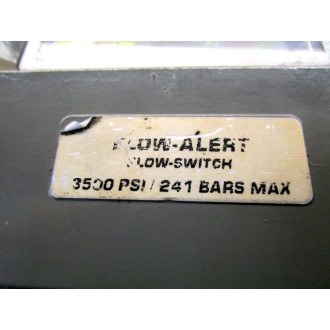 FLOW-ALERT
FLOW-SWITCH
3500 PSI / 241 BARS MAX